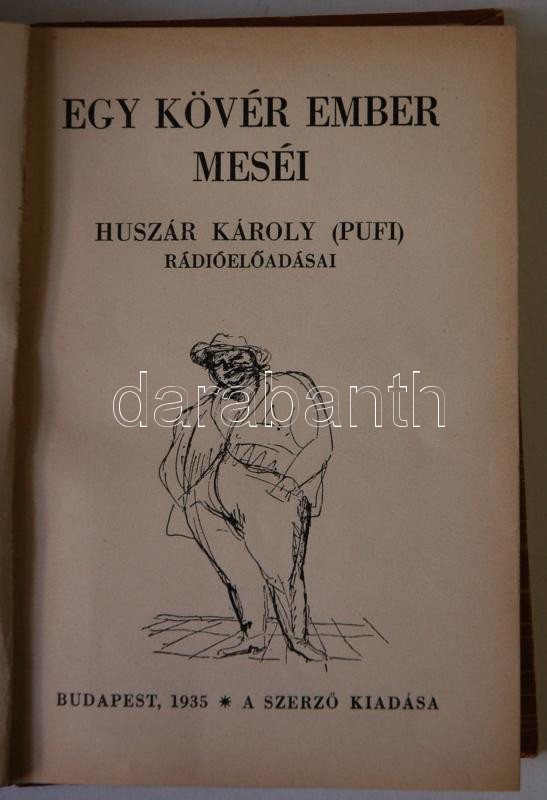 EGY KÖVÉR EMBER
MESÉI
HUSZÁR KÁROLY (PUFI)
RÁDIÓELŐADÁSAI
darabanth
BUDAPEST, 1935 * A SZERZŐ KIADÁSA